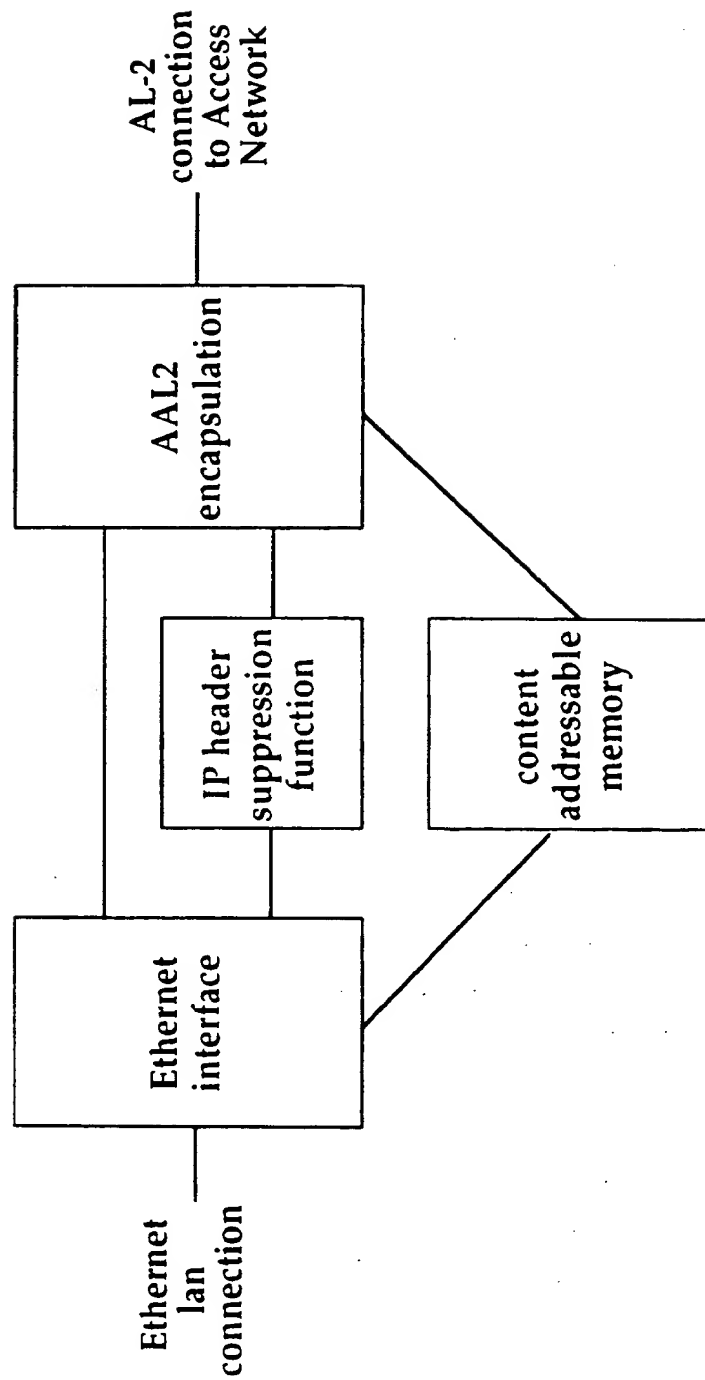 Ethernet
lan
connection
Ethernet
interface
IP header
suppression
function
content
addressable
memory
AAL2
encapsulation
AL-2
connection
to Access
Network